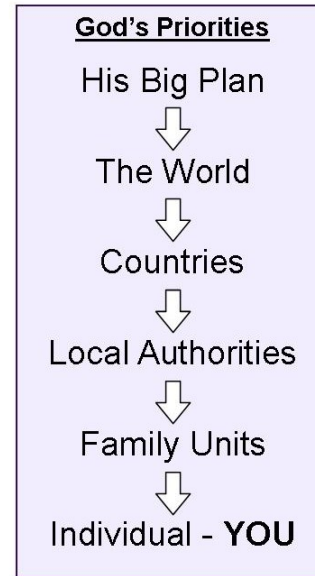 God's Priorities
His Big Plan
The World
Countries
Local Authorities
Family Units
Individual - YOU